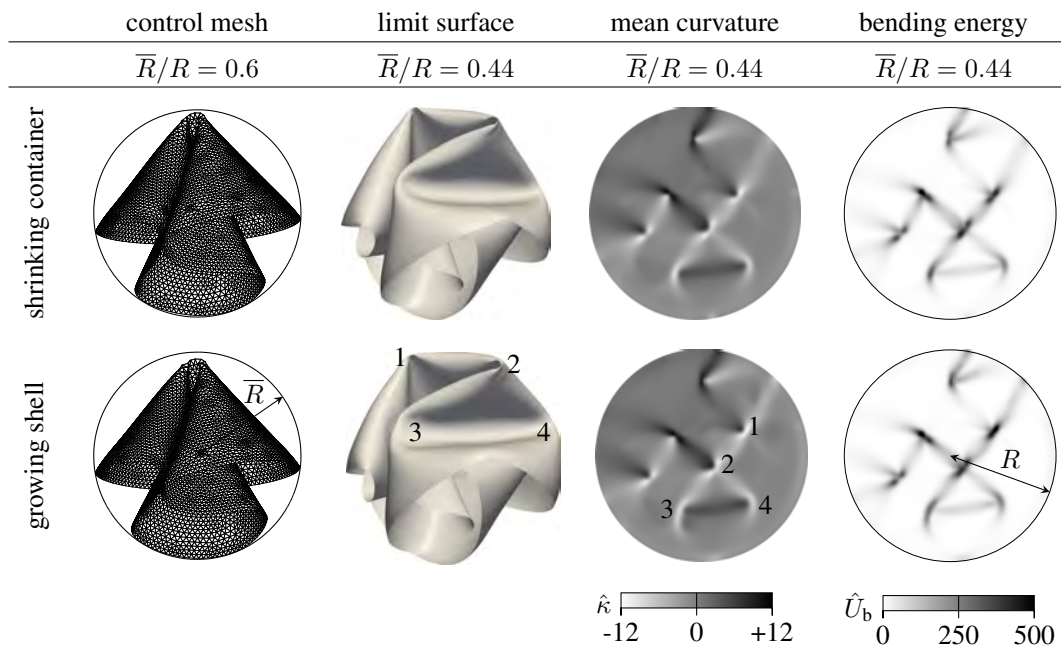 control mesh limit surface mean curvature bending energy
R̅/R = 0.6 R̅/R = 0.44 R̅/R = 0.44 R̅/R = 0.44
shrinking container
growing shell
R̅
1 2
3 4
1
2
3 4
R
κ̂
-12 0 +12
Û_b
0 250 500